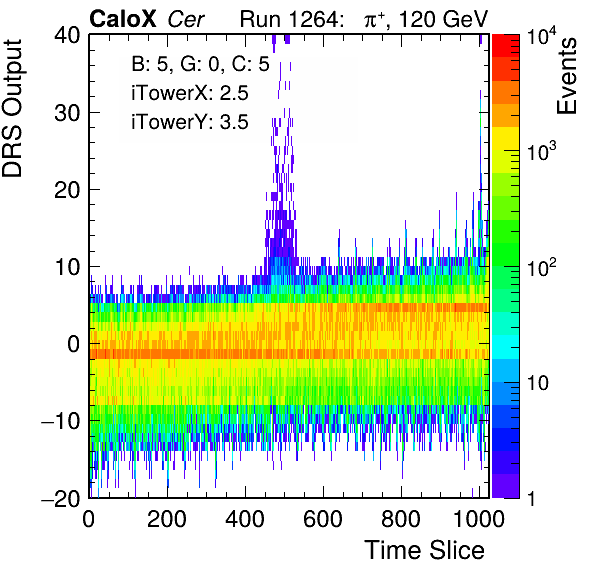 CaloX Cer Run 1264: π⁺, 120 GeV
B: 5, G: 0, C: 5
iTowerX: 2.5
iTowerY: 3.5
DRS Output
40
30
20
10
0
−10
−20
0 200 400 600 800 1000
Time Slice
Events
10⁴
10³
10²
10
1